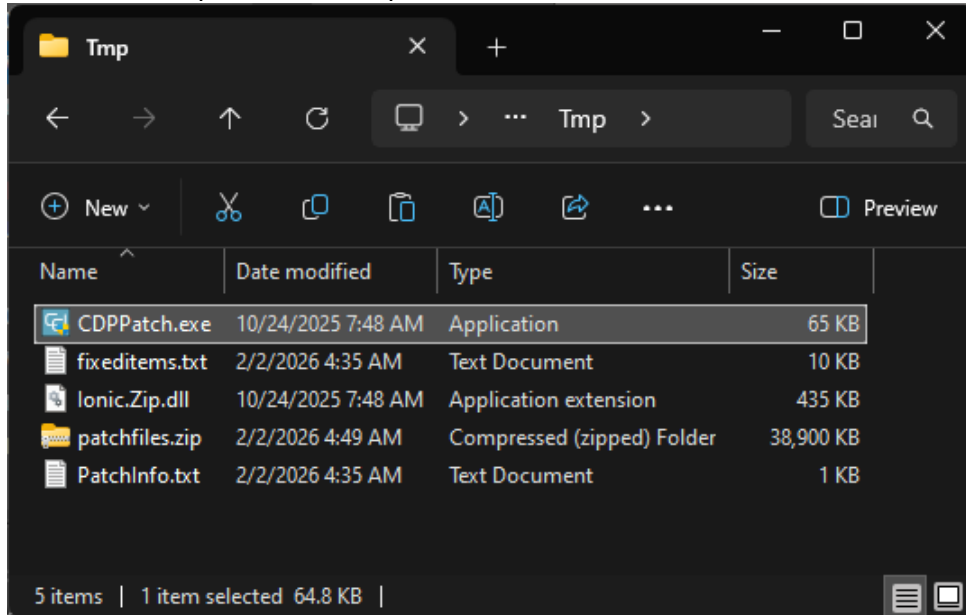 Tmp
Tmp
Sear
New
Preview
Name Date modified Type Size
CDPPatch.exe 10/24/2025 7:48 AM Application 65 KB
fixeditems.txt 2/2/2026 4:35 AM Text Document 10 KB
Ionic.Zip.dll 10/24/2025 7:48 AM Application extension 435 KB
patchfiles.zip 2/2/2026 4:49 AM Compressed (zipped) Folder 38,900 KB
PatchInfo.txt 2/2/2026 4:35 AM Text Document 1 KB
5 items | 1 item selected 64.8 KB |